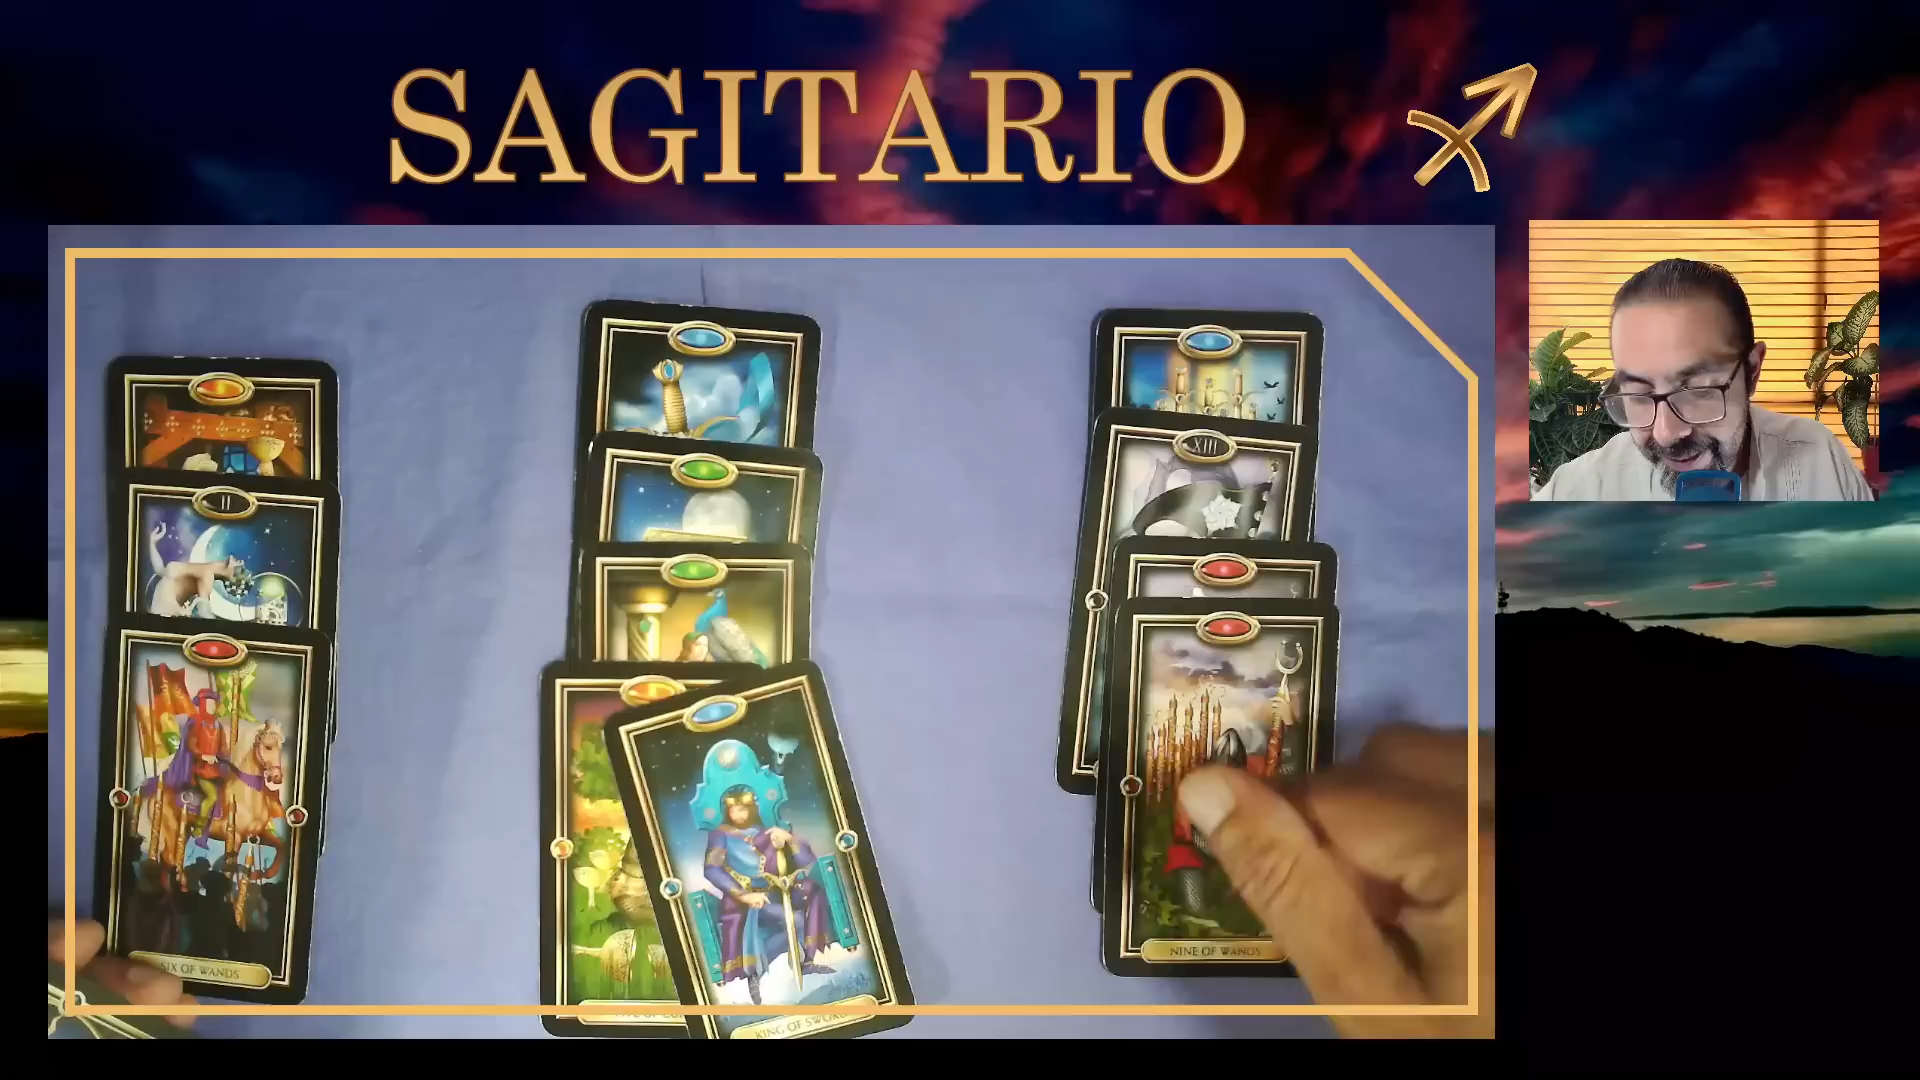 SAGITARIO
XIII
II
SIX OF WANDS
NINE OF WANDS
KING OF SWORDS